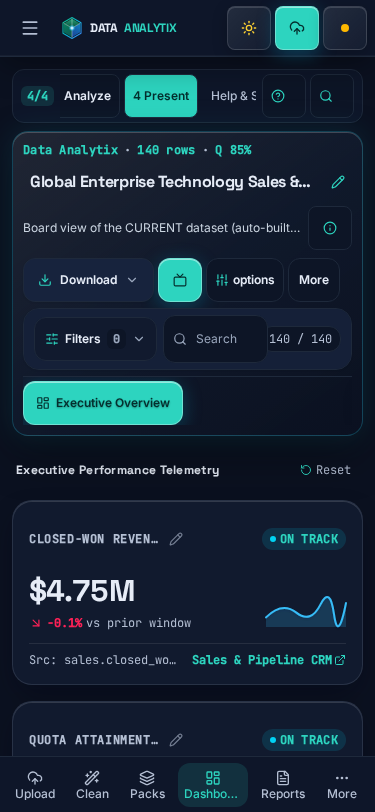 DATA ANALYTIX
4/4 Analyze 4 Present Help & S
Data Analytix · 140 rows · Q 85%
Global Enterprise Technology Sales &...
Board view of the CURRENT dataset (auto-built...
Download options More
Filters 0 Search 140 / 140
Executive Overview
Executive Performance Telemetry Reset
CLOSED-WON REVEN… ON TRACK
$4.75M
-0.1% vs prior window
Src: sales.closed_wo… Sales & Pipeline CRM
QUOTA ATTAINMENT… ON TRACK
Upload Clean Packs Dashbo... Reports More